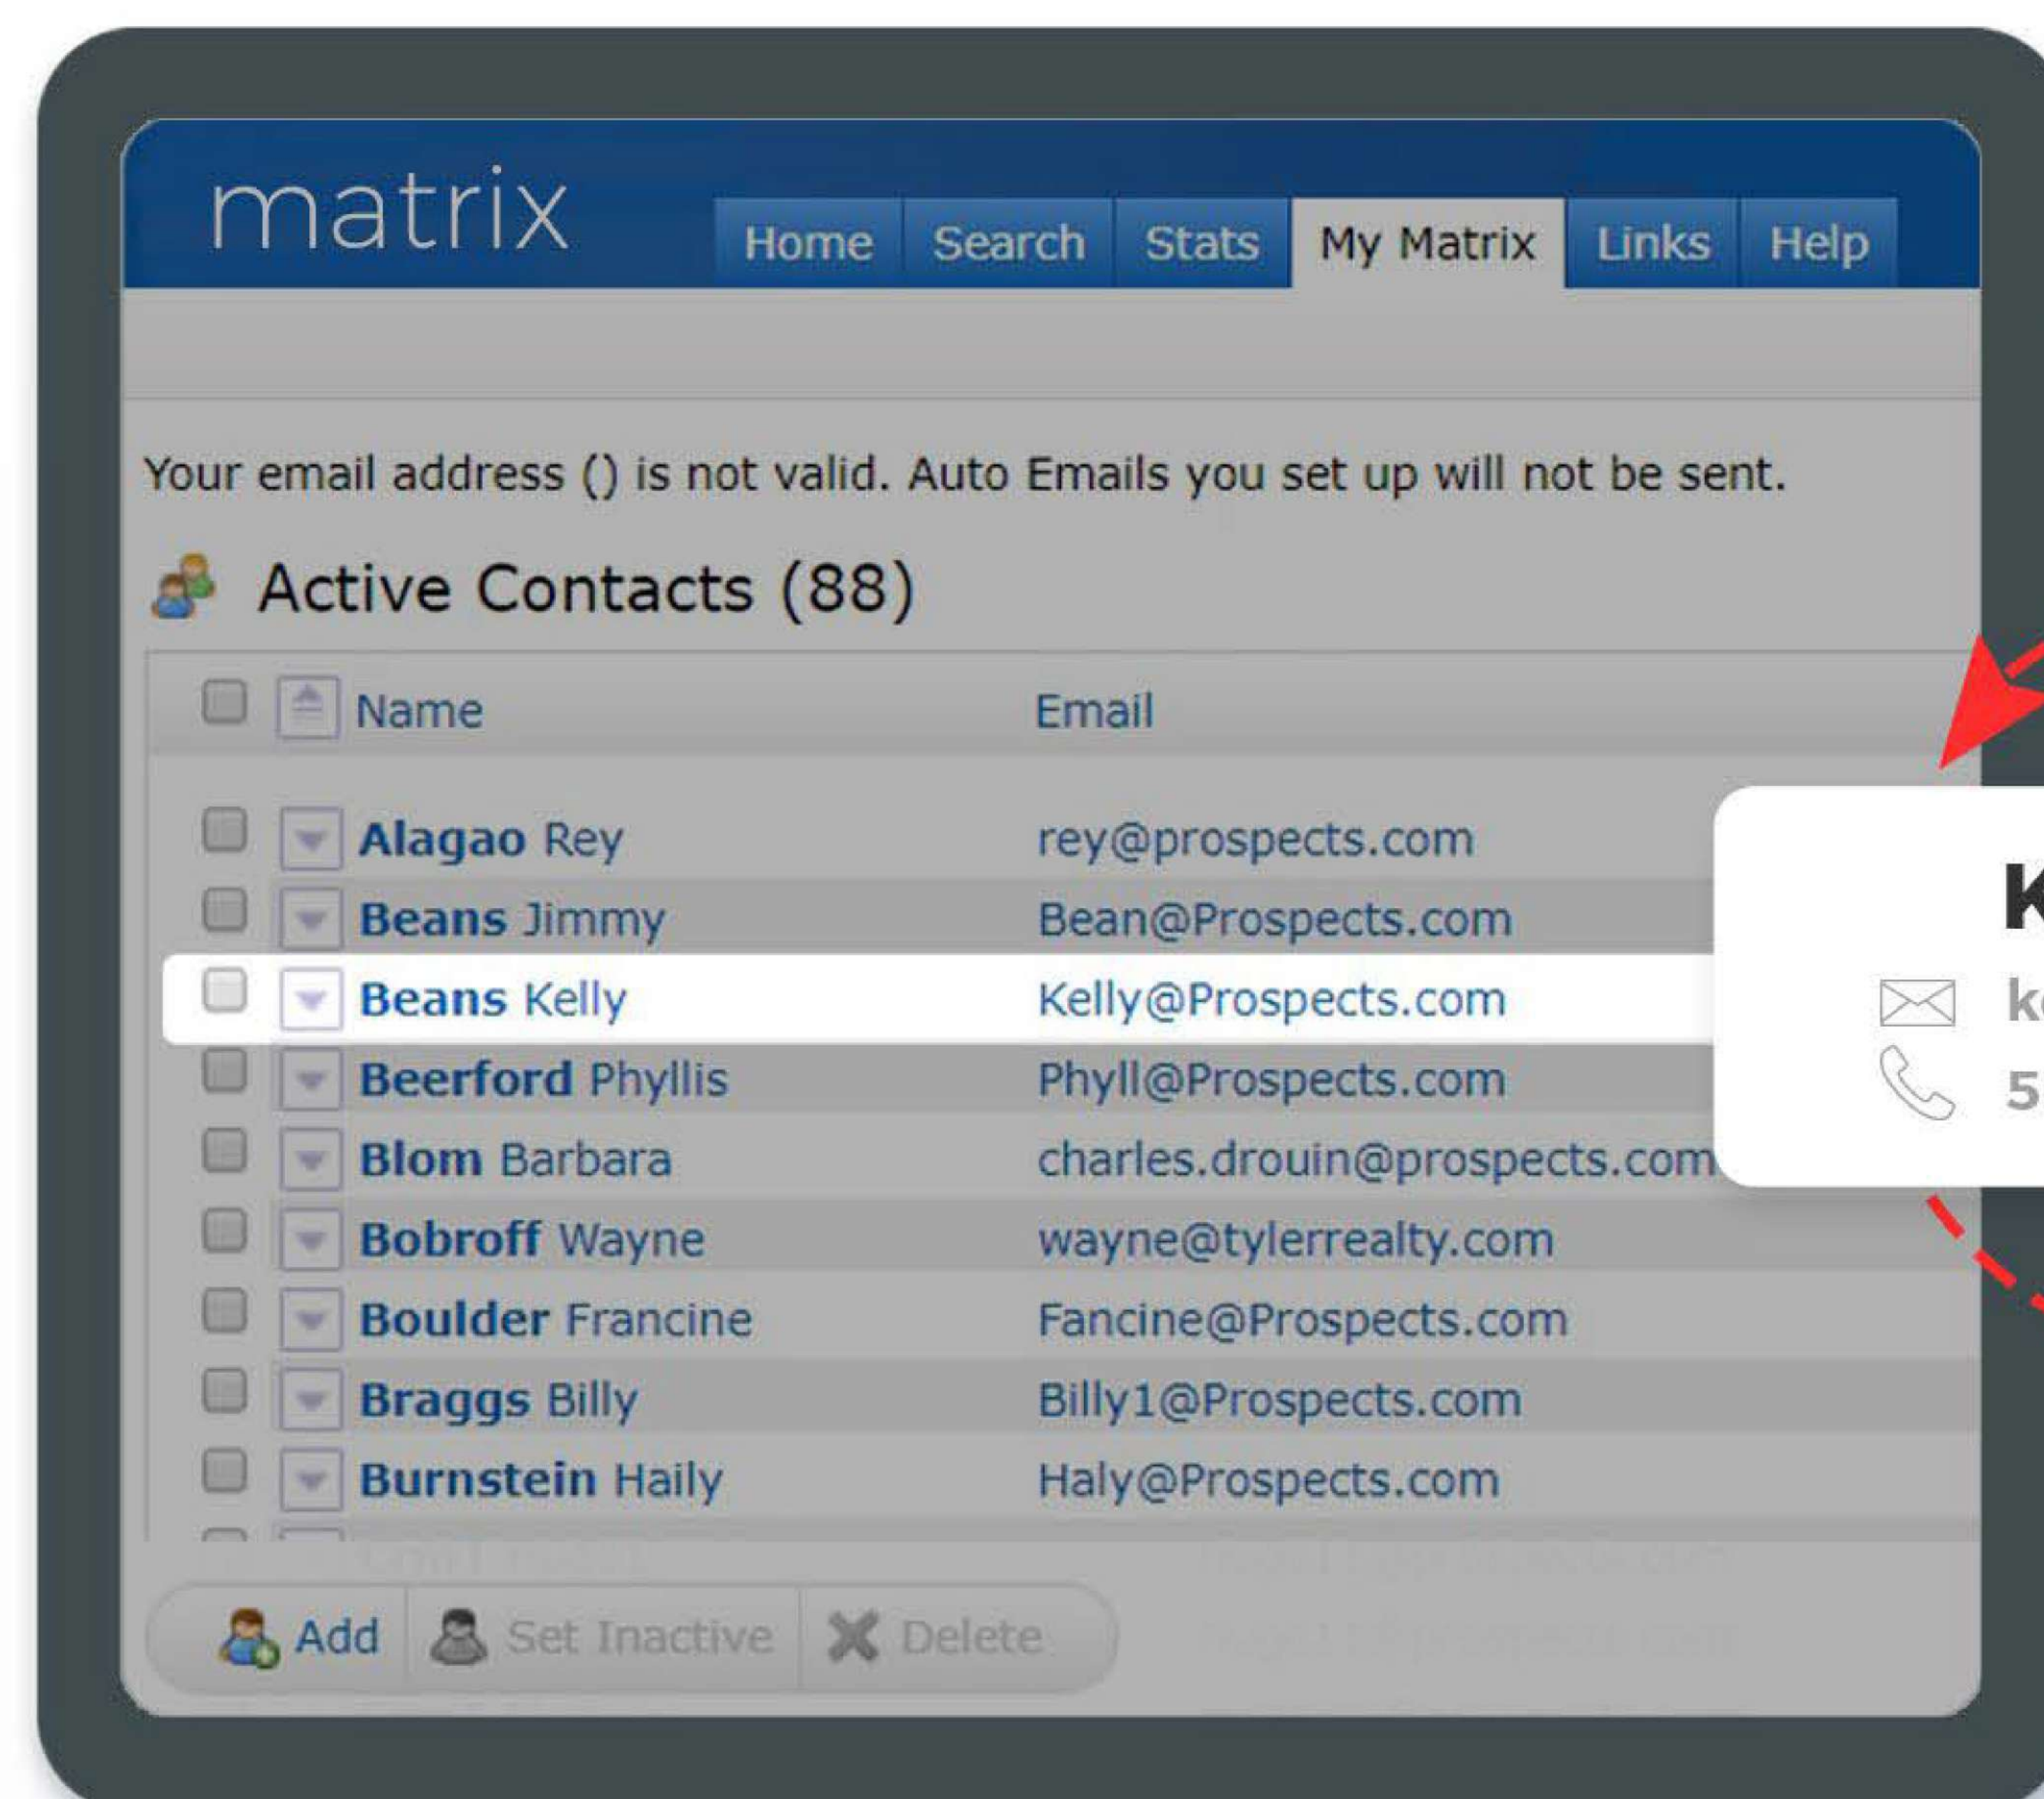 matrix
Home Search Stats My Matrix Links Help
Your email address () is not valid. Auto Emails you set up will not be sent.
Active Contacts (88)
Name Email
Alagao Rey rey@prospects.com
Beans Jimmy Bean@Prospects.com
Beans Kelly Kelly@Prospects.com
Beerford Phyllis Phyll@Prospects.com
Blom Barbara charles.drouin@prospects.com
Bobroff Wayne wayne@tylerrealty.com
Boulder Francine Fancine@Prospects.com
Braggs Billy Billy1@Prospects.com
Burnstein Haily Haly@Prospects.com
Add Set Inactive Delete